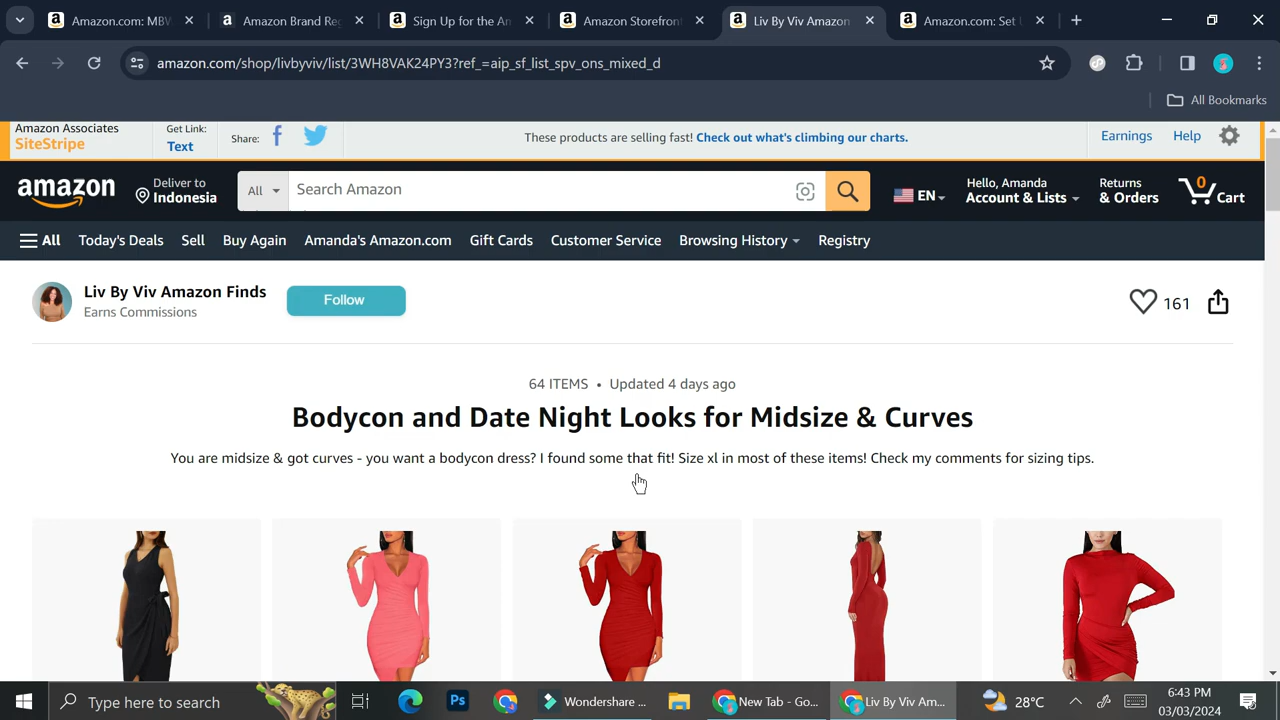 Amazon.com: MBW
Amazon Brand Reg
Sign Up for the Am
Amazon Storefront
Liv By Viv Amazon
Amazon.com: Set U
amazon.com/shop/livbyviv/list/3WH8VAK24PY3?ref_=aip_sf_list_spv_ons_mixed_d
All Bookmarks
Amazon Associates
SiteStripe
Get Link:
Text
Share:
These products are selling fast! Check out what's climbing our charts.
Earnings
Help
amazon
Deliver to
Indonesia
All
Search Amazon
EN
Hello, Amanda
Account & Lists
Returns
& Orders
0
Cart
All
Today's Deals
Sell
Buy Again
Amanda's Amazon.com
Gift Cards
Customer Service
Browsing History
Registry
Liv By Viv Amazon Finds
Earns Commissions
Follow
161
64 ITEMS • Updated 4 days ago
Bodycon and Date Night Looks for Midsize & Curves
You are midsize & got curves - you want a bodycon dress? I found some that fit! Size xl in most of these items! Check my comments for sizing tips.
Type here to search
Ps
Wondershare ...
New Tab - Go...
Liv By Viv Am...
28°C
6:43 PM
03/03/2024